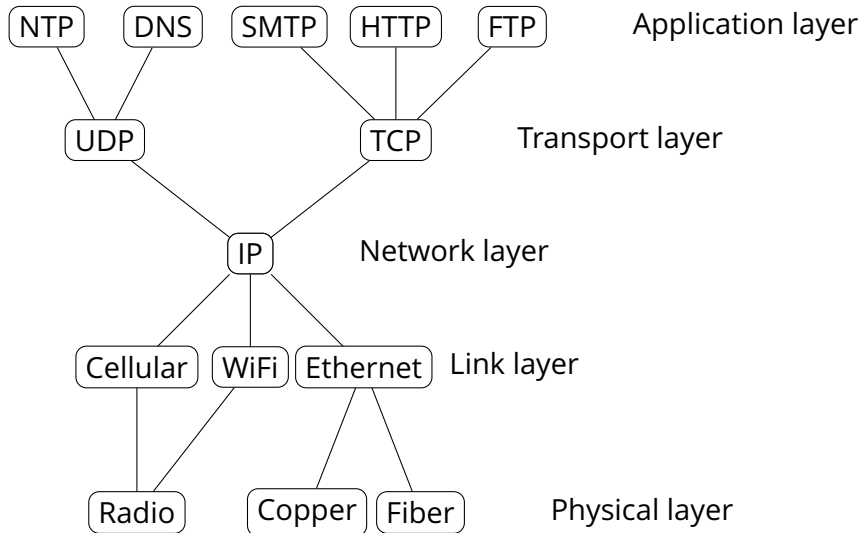 NTP DNS SMTP HTTP FTP Application layer
UDP TCP Transport layer
IP Network layer
Cellular WiFi Ethernet Link layer
Radio Copper Fiber Physical layer